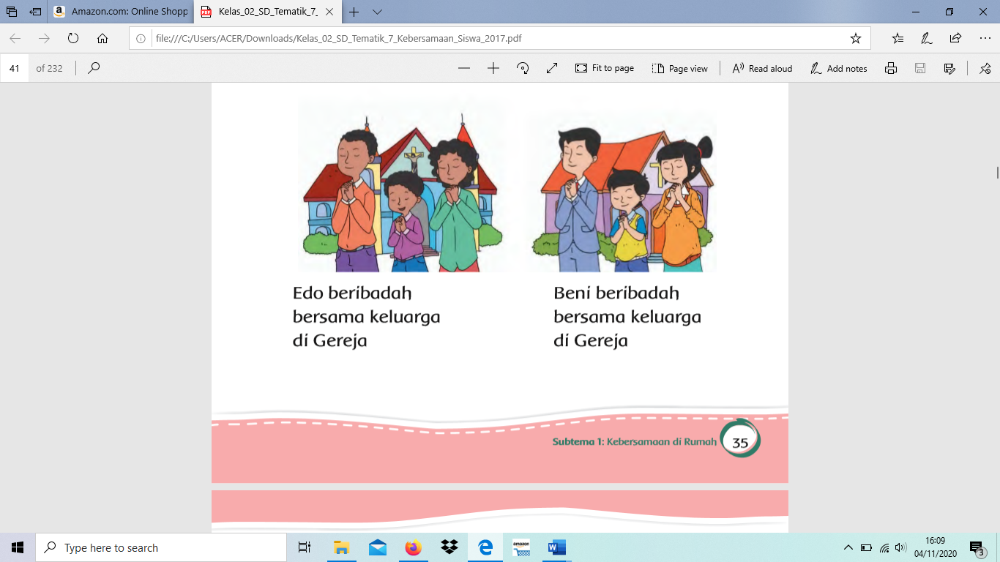 Amazon.com: Online Shopp
Kelas_02_SD_Tematik_7_
file:///C:/Users/ACER/Downloads/Kelas_02_SD_Tematik_7_Kebersamaan_Siswa_2017.pdf
41 of 232
Fit to page
Page view
Read aloud
Add notes
Edo beribadah
bersama keluarga
di Gereja
Beni beribadah
bersama keluarga
di Gereja
Subtema 1: Kebersamaan di Rumah
35
Type here to search
amazon
16:09
04/11/2020
3